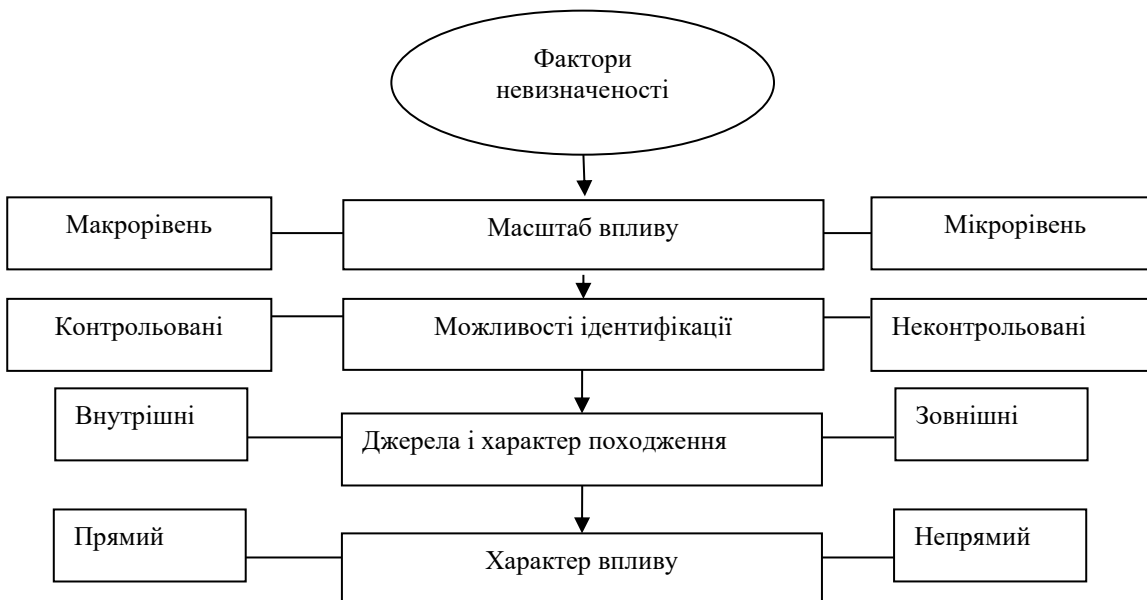 Фактори
невизначеності
Макрорівень
Масштаб впливу
Мікрорівень
Контрольовані
Можливості ідентифікації
Неконтрольовані
Внутрішні
Джерела і характер походження
Зовнішні
Прямий
Характер впливу
Непрямий